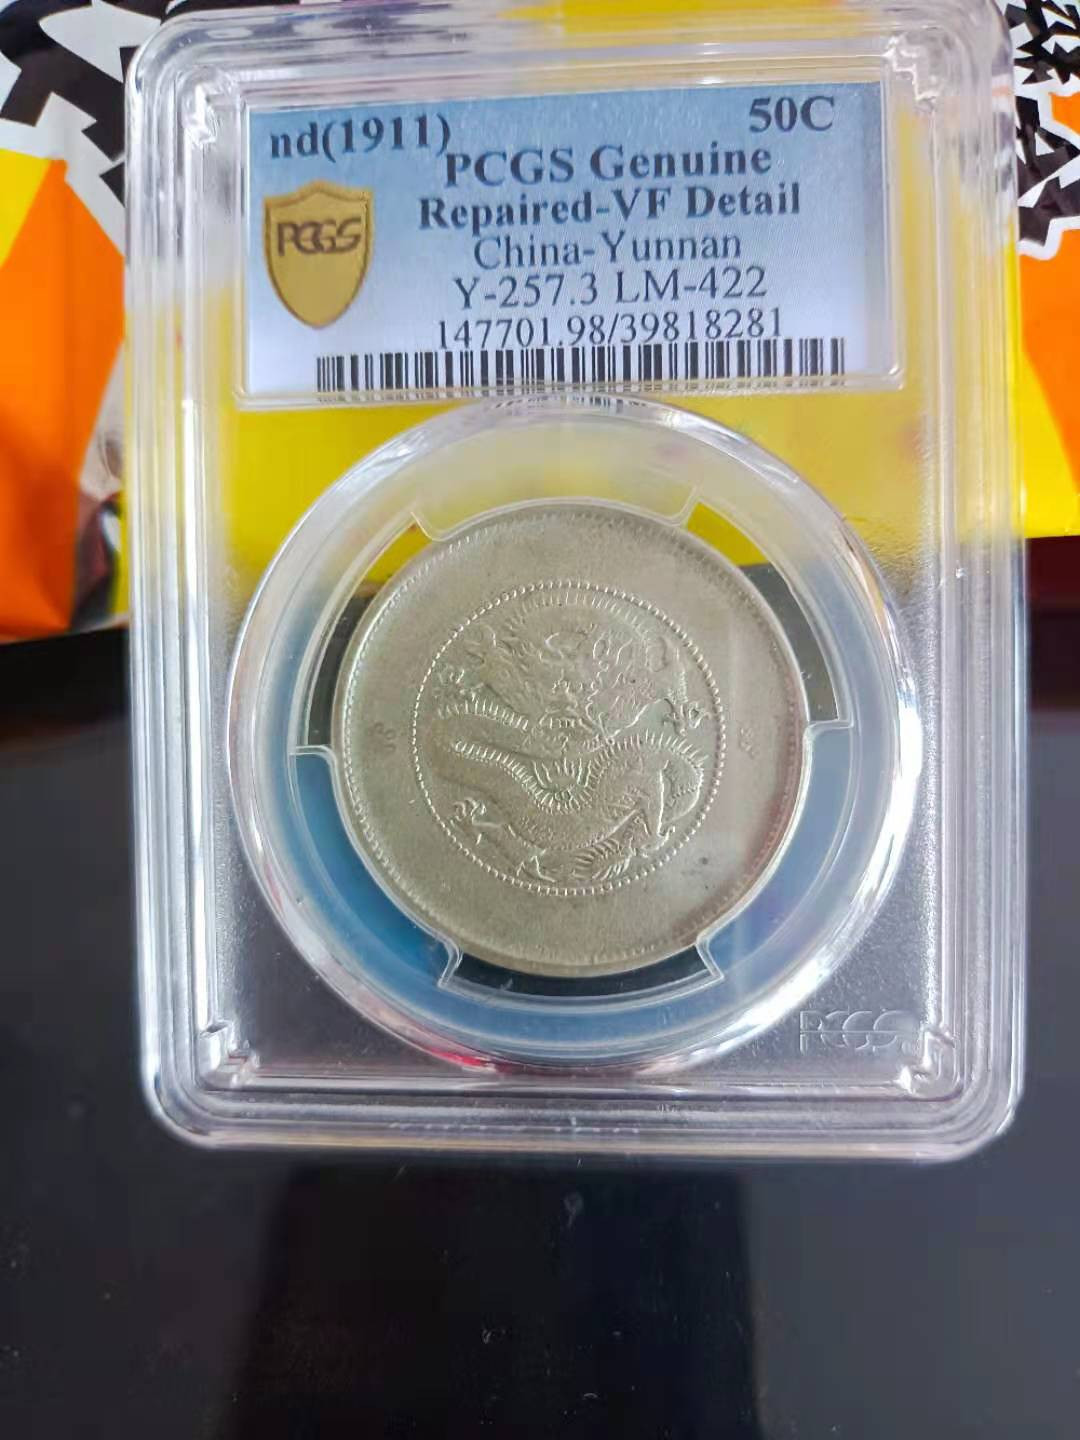 nd(1911)
50C
PCGS Genuine
Repaired-VF Detail
PCGS
China-Yunnan
Y-257.3 LM-422
147701.98/39818281
PCGS